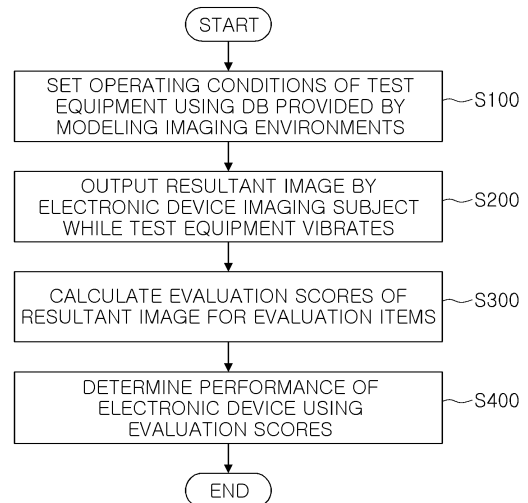 START
SET OPERATING CONDITIONS OF TEST
EQUIPMENT USING DB PROVIDED BY
MODELING IMAGING ENVIRONMENTS
S100
OUTPUT RESULTANT IMAGE BY
ELECTRONIC DEVICE IMAGING SUBJECT
WHILE TEST EQUIPMENT VIBRATES
S200
CALCULATE EVALUATION SCORES OF
RESULTANT IMAGE FOR EVALUATION ITEMS
S300
DETERMINE PERFORMANCE OF
ELECTRONIC DEVICE USING
EVALUATION SCORES
S400
END